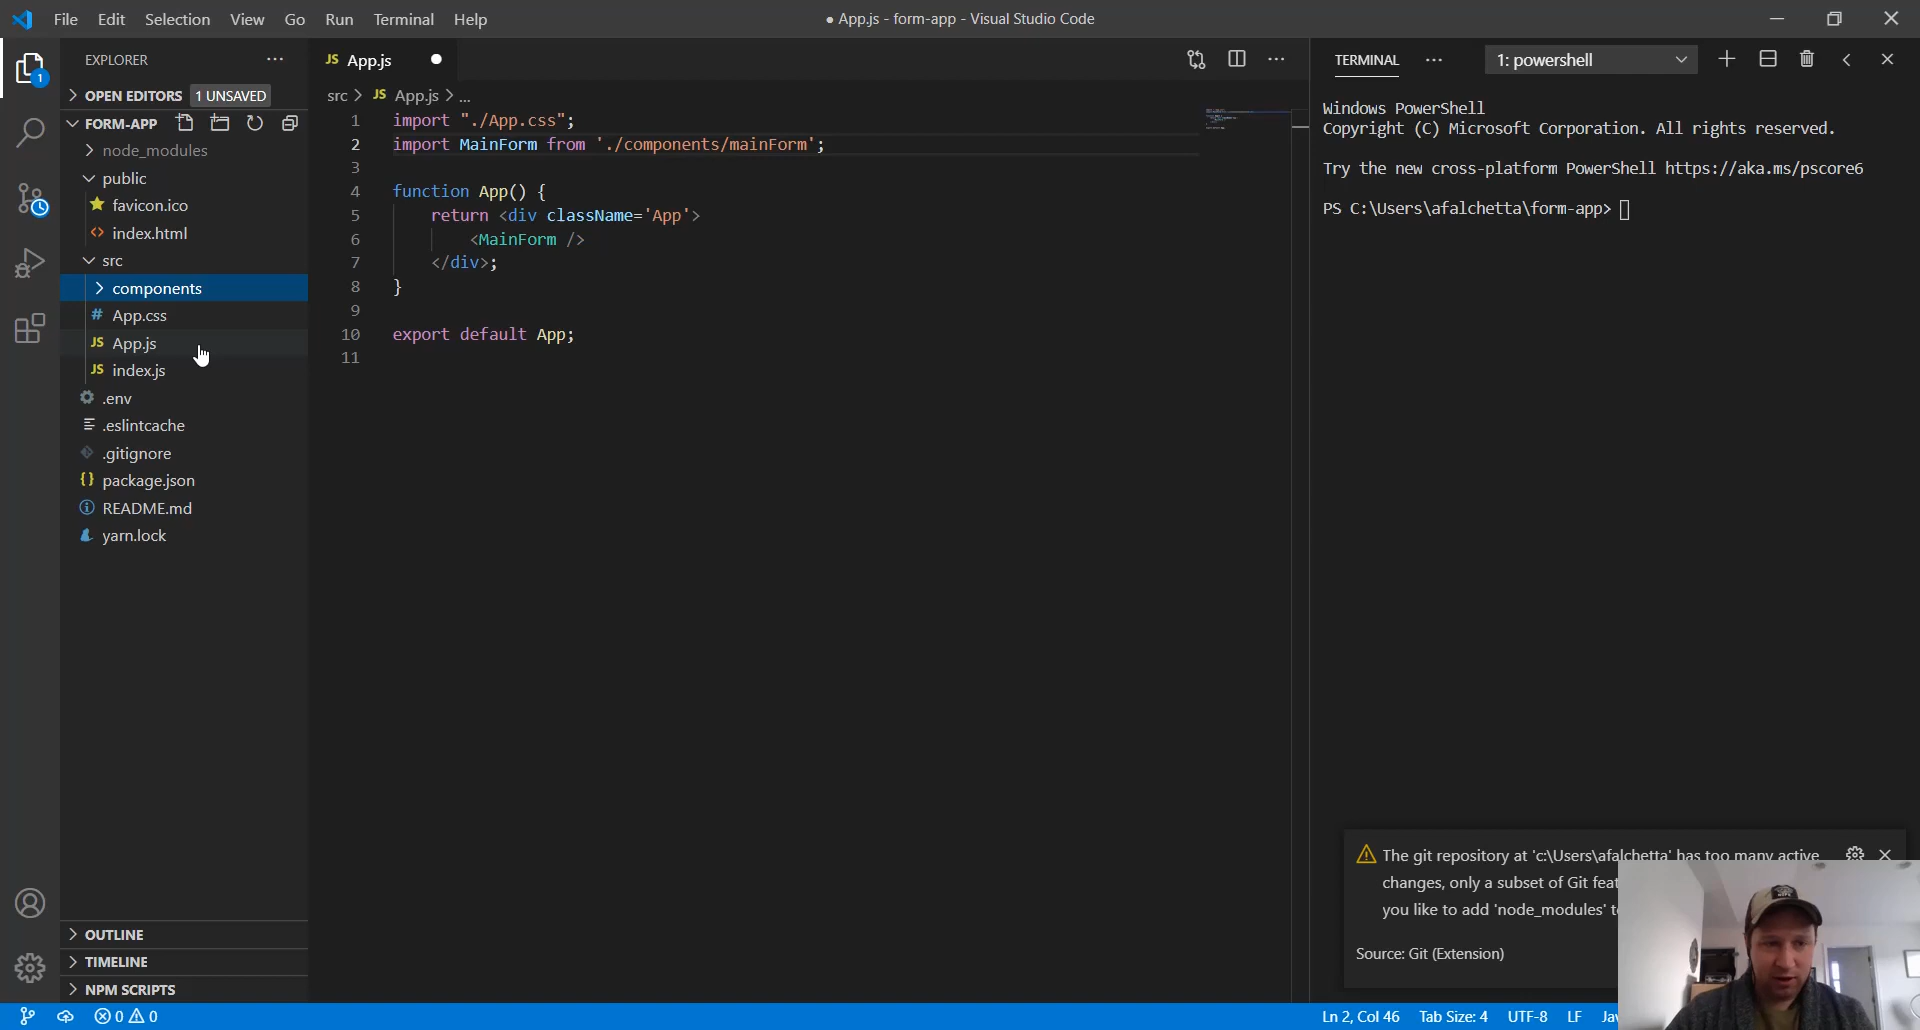 File Edit Selection View Go Run Terminal Help
● App.js - form-app - Visual Studio Code
EXPLORER
OPEN EDITORS 1 UNSAVED
FORM-APP
node_modules
public
favicon.ico
index.html
src
components
App.css
App.js
index.js
.env
.eslintcache
.gitignore
package.json
README.md
yarn.lock
OUTLINE
TIMELINE
NPM SCRIPTS
1
JS App.js
src > JS App.js > ...
1 import "./App.css";
2 import MainForm from './components/mainForm';
3
4 function App() {
5 return <div className='App'>
6 <MainForm />
7 </div>;
8 }
9
10 export default App;
11
TERMINAL
1: powershell
Windows PowerShell
Copyright (C) Microsoft Corporation. All rights reserved.
Try the new cross-platform PowerShell https://aka.ms/pscore6
PS C:\Users\afalchetta\form-app>
The git repository at 'c:\Users\afalchetta' has too many active
changes, only a subset of Git
you like to add 'node_modules'
Source: Git (Extension)
0 0
Ln 2, Col 46 Tab Size: 4 UTF-8 LF